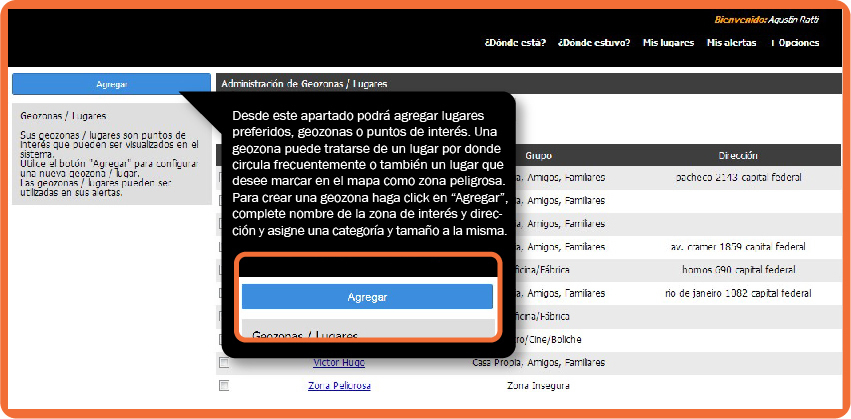 Bienvenido: Agustín Ratti
¿Dónde está? ¿Dónde estuvo? Mis lugares Mis alertas + Opciones
Agregar
Administración de Geozonas / Lugares
Geozonas / Lugares
Sus geozonas / lugares son puntos de
interés que pueden ser visualizados en el
sistema.
Utilice el botón "Agregar" para configurar
una nueva geozona / lugar.
Las geozonas / lugares pueden ser
utilizadas en sus alertas.
Desde este apartado podrá agregar lugares
preferidos, geozonas o puntos de interés. Una
geozona puede tratarse de un lugar por donde
circula frecuentemente o también un lugar que
desee marcar en el mapa como zona peligrosa.
Para crear una geozona haga click en “Agregar”,
complete nombre de la zona de interés y direc-
ción y asigne una categoría y tamaño a la misma.
Agregar
Geozonas / Lugares
Grupo Dirección
a, Amigos, Familiares pacheco 2143 capital federal
a, Amigos, Familiares
a, Amigos, Familiares
a, Amigos, Familiares av. cramer 1859 capital federal
ficina/Fábrica hornos 690 capital federal
a, Amigos, Familiares rio de janeiro 1082 capital federal
ficina/Fábrica
ro/Cine/Boliche
Victor Hugo Casa Propia, Amigos, Familiares
Zona Peligrosa Zona Insegura